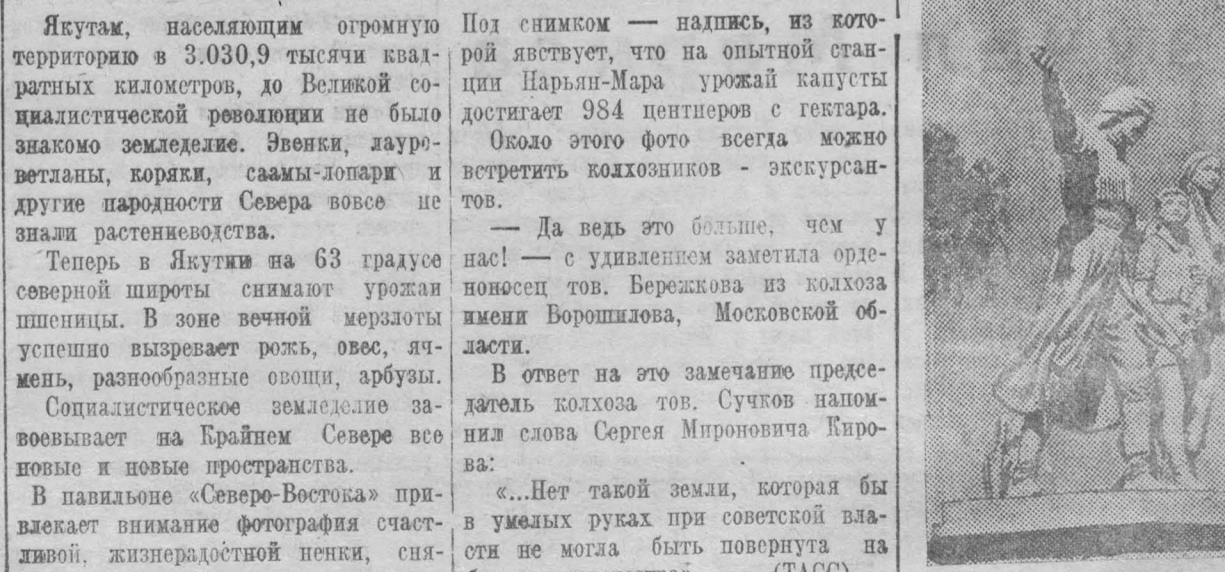 Якутам, населяющим огромную
территорию в 3.030,9 тысячи квад-
ратных километров, до Великой со-
циалистической революции не было
знакомо земледелие. Эвенки, лауро-
ветланы, коряки, саамы-лопари и
другие народности Севера вовсе не
знали растениеводства.
Теперь в Якутии на 63 градусе
северной широты снимают урожаи
пшеницы. В зоне вечной мерзлоты
успешно вызревает рожь, овес, яч-
мень, разнообразные овощи, арбузы.
Социалистическое земледелие за-
воевывает на Крайнем Севере все
новые и новые пространства.
В павильоне «Северо-Востока» при-
влекает внимание фотография счаст-
ливой, жизнерадостной ненки, сня-
Под снимком — надпись, из кото-
рой явствует, что на опытной стан-
ции Нарьян-Мара урожай капусты
достигает 984 центнеров с гектара.
Около этого фото всегда можно
встретить колхозников - экскурсан-
тов.
— Да ведь это больше, чем у
нас! — с удивлением заметила орде-
ноносец тов. Бережкова из колхоза
имени Ворошилова, Московской об-
ласти.
В ответ на это замечание предсе-
датель колхоза тов. Сучков напом-
нил слова Сергея Мироновича Киро-
ва:
«...Нет такой земли, которая бы
в умелых руках при советской вла-
сти не могла быть повернута на
(ТАСС)